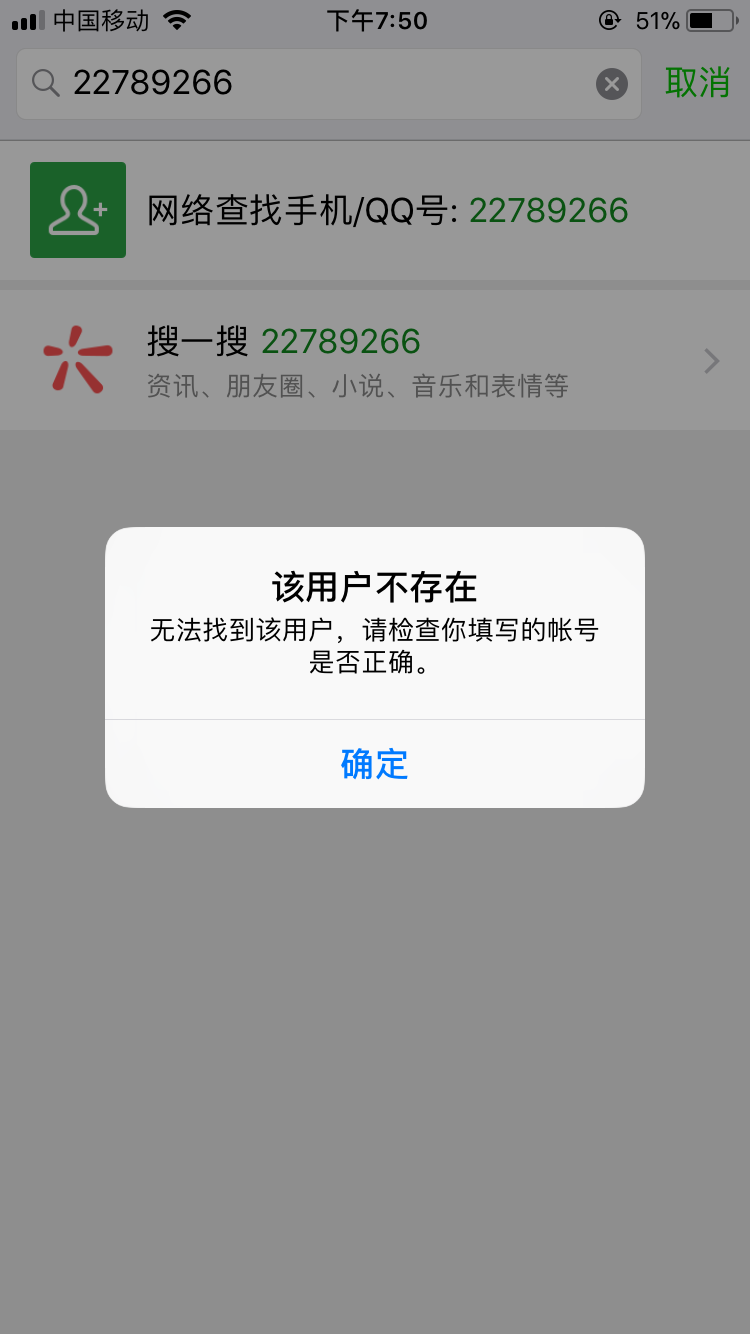 中国移动 下午7:50 51%
22789266 取消
网络查找手机/QQ号: 22789266
搜一搜 22789266
资讯、朋友圈、小说、音乐和表情等
该用户不存在
无法找到该用户，请检查你填写的帐号
是否正确。
确定